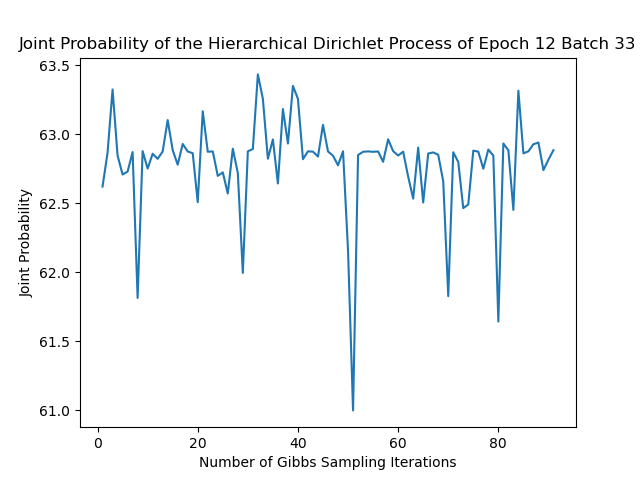 Joint Probability of the Hierarchical Dirichlet Process of Epoch 12 Batch 33
63.5
63.0
62.5
62.0
61.5
61.0
Joint Probability
0 20 40 60 80
Number of Gibbs Sampling Iterations